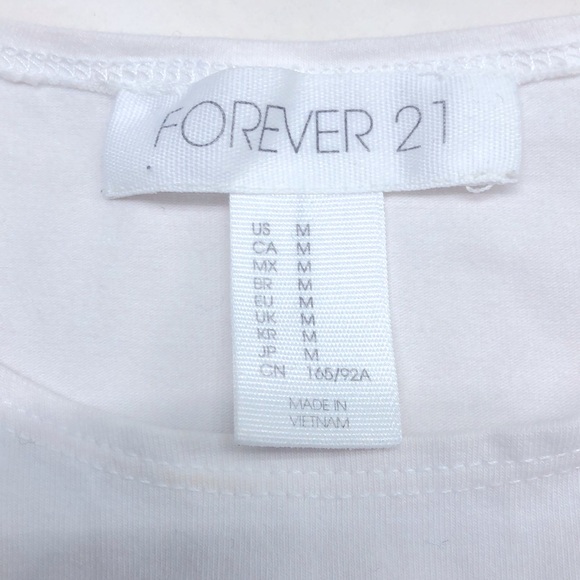 FOREVER 21
US M
CA M
MX M
BR M
EU M
UK M
KR M
JP M
CN 165/92A
MADE IN
VIETNAM